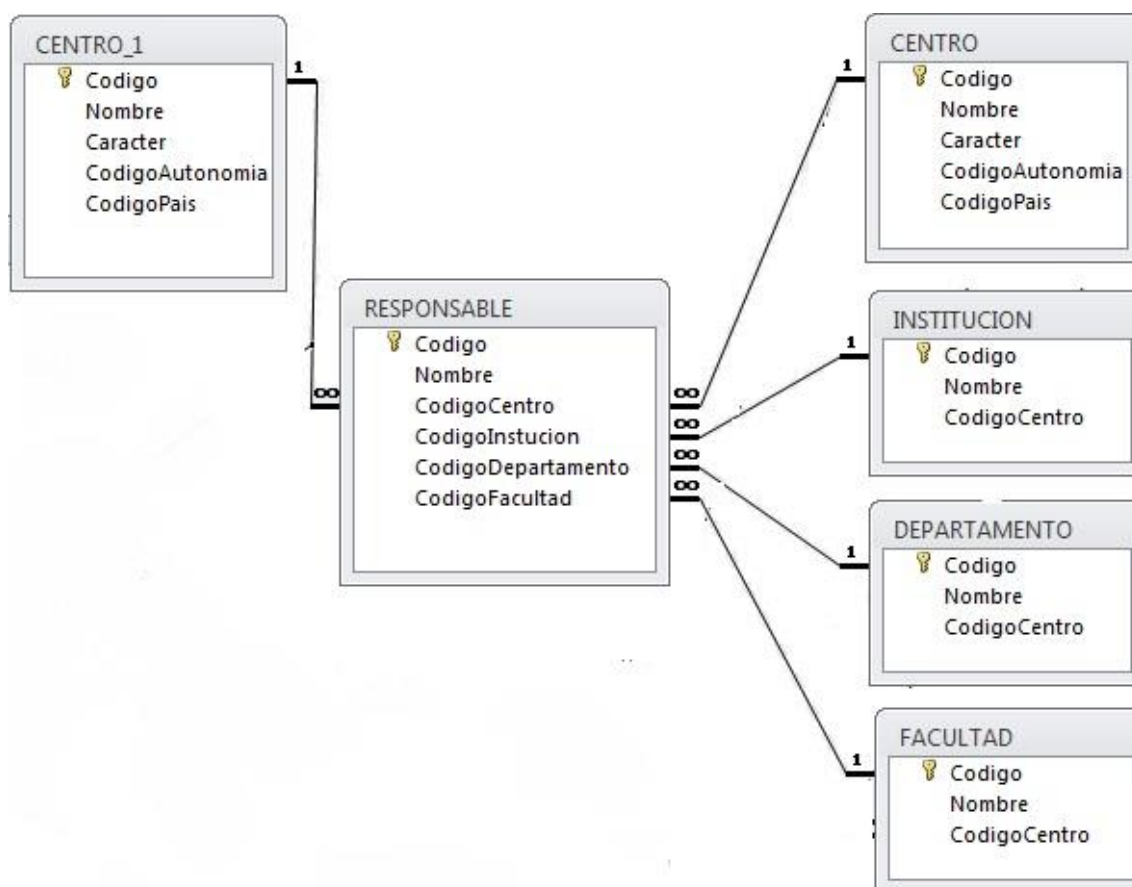 CENTRO_1
Codigo
Nombre
Caracter
CodigoAutonomia
CodigoPais
1
∞
RESPONSABLE
Codigo
Nombre
CodigoCentro
CodigoInstucion
CodigoDepartamento
CodigoFacultad
∞
∞
∞
∞
1
CENTRO
Codigo
Nombre
Caracter
CodigoAutonomia
CodigoPais
1
INSTITUCION
Codigo
Nombre
CodigoCentro
1
DEPARTAMENTO
Codigo
Nombre
CodigoCentro
1
FACULTAD
Codigo
Nombre
CodigoCentro